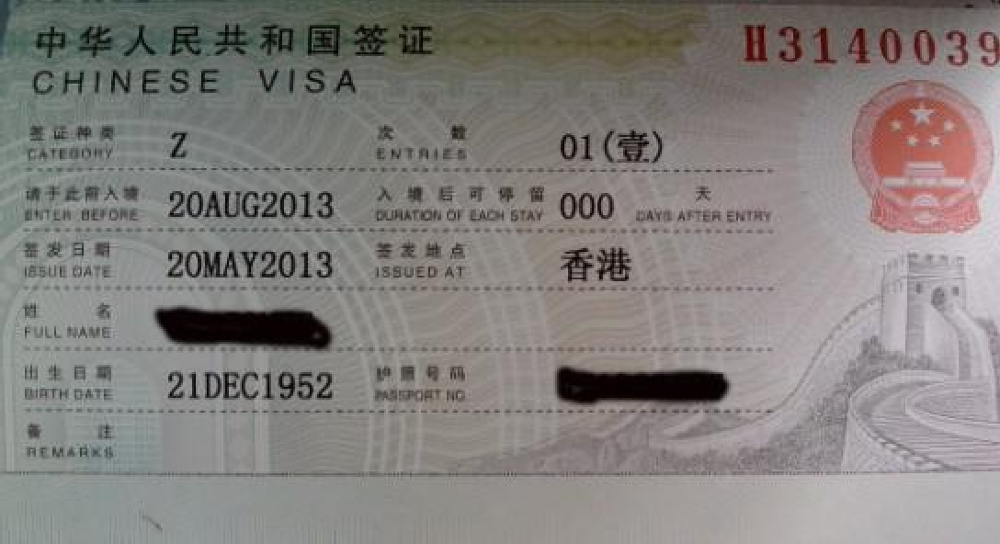 中华人民共和国签证 H3140039
CHINESE VISA
签证种类 Z 次数 01(壹)
CATEGORY ENTRIES
请于此前入境 20AUG2013 入境后可停留 000 天
ENTER BEFORE DURATION OF EACH STAY DAYS AFTER ENTRY
签发日期 20MAY2013 签发地点 香港
ISSUE DATE ISSUED AT
姓名
FULL NAME
出生日期 21DEC1952 护照号码
BIRTH DATE PASSPORT NO.
备注
REMARKS